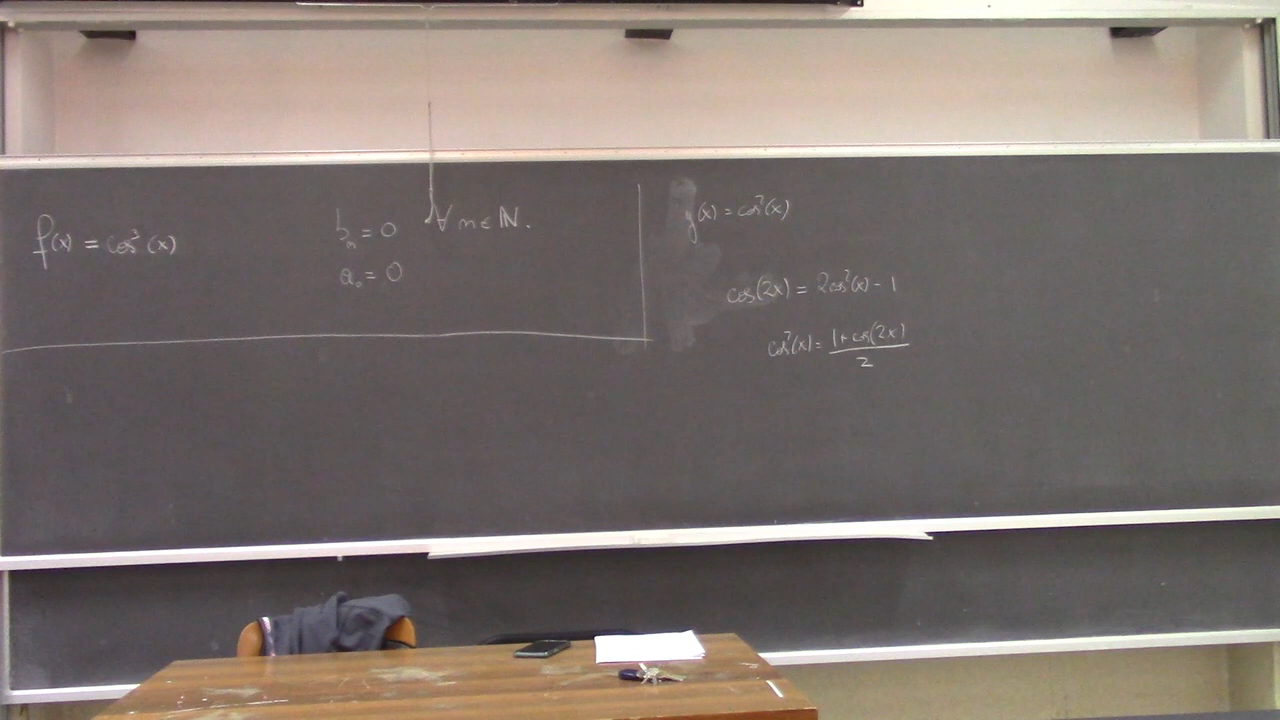 f(x) = cos³(x)
bₙ = 0 ∀ n ∈ ℕ.
a₀ = 0
g(x) = cos²(x)
cos(2x) = 2cos²(x) - 1
cos²(x) = (1 + cos(2x))/2